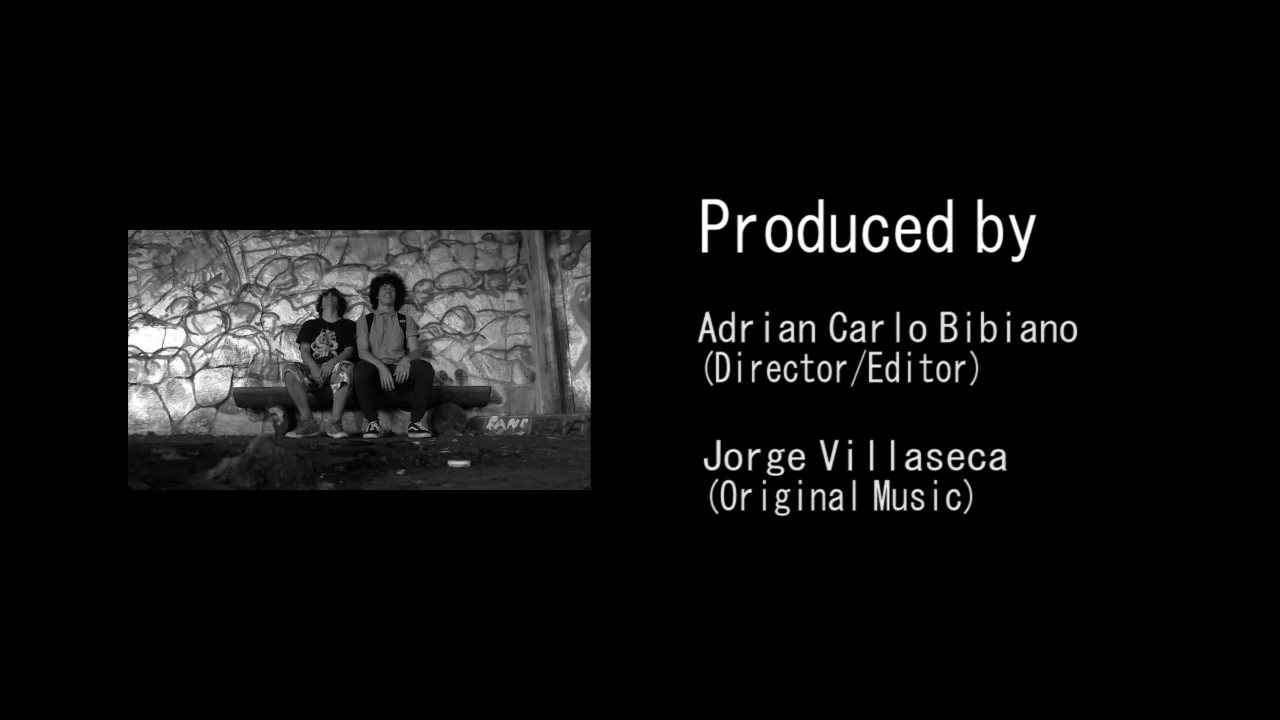 Produced by
Adrian Carlo Bibiano
(Director/Editor)
Jorge Villaseca
(Original Music)